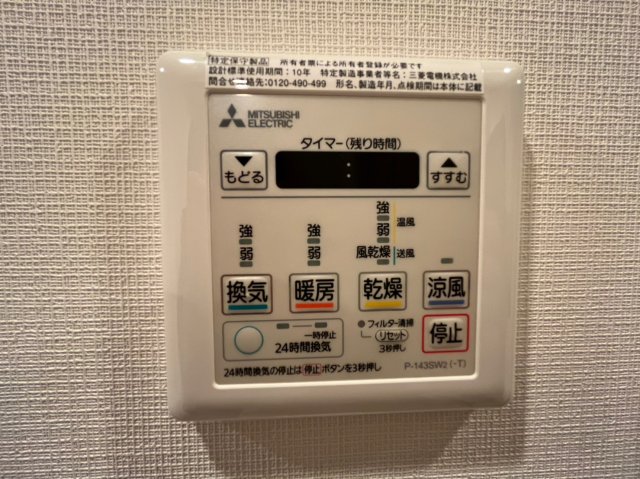 特定保守製品 所有者票による所有者登録が必要です
設計標準使用期間：10年 特定製造事業者等名：三菱電機株式会社
問合せ連絡先：0120-490-499 形名、製造年月、点検期間は本体に記載
MITSUBISHI
ELECTRIC
タイマー（残り時間）
▼
もどる
:
▲
すすむ
強
弱
強
弱
強
弱
温風
風乾燥
送風
換気
暖房
乾燥
涼風
一時停止
24時間換気
フィルター清掃
リセット
3秒押し
停止
P-143SW2（-T）
24時間換気の停止は 停止 ボタンを3秒押し